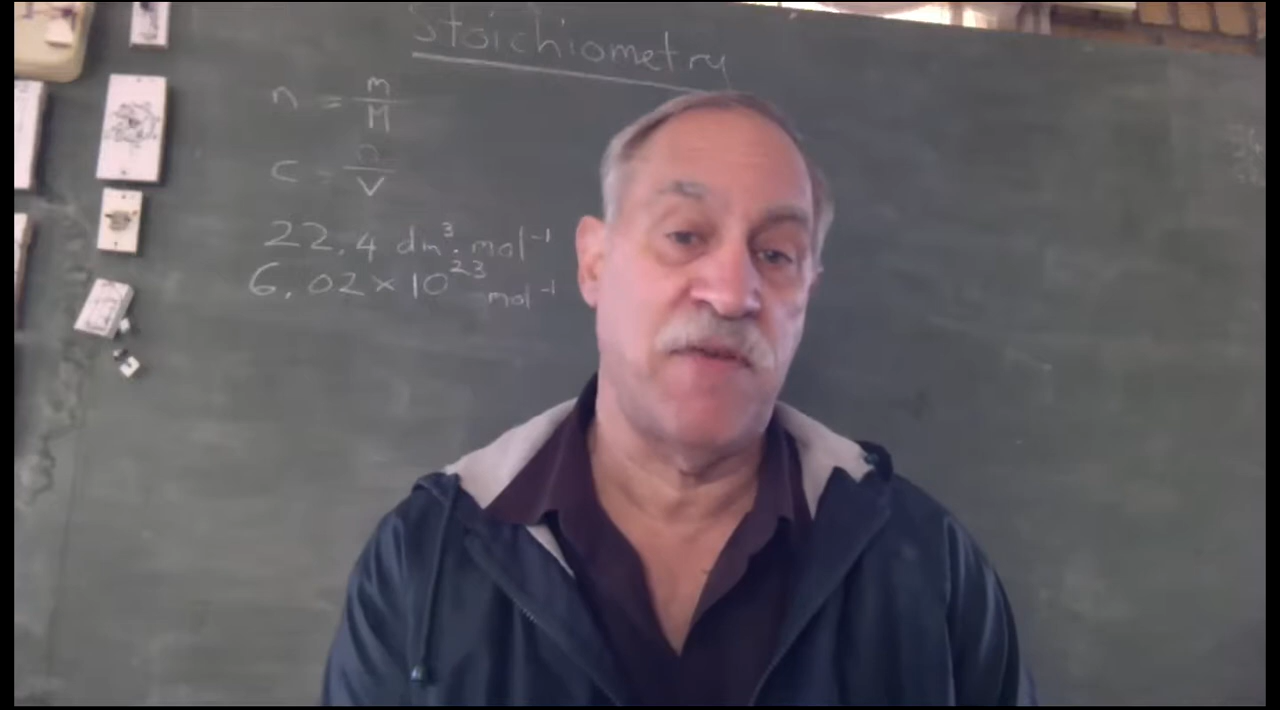 Stoichiometry
n = m/M
c = n/V
22.4 dm³.mol⁻¹
6.02 × 10²³ mol⁻¹